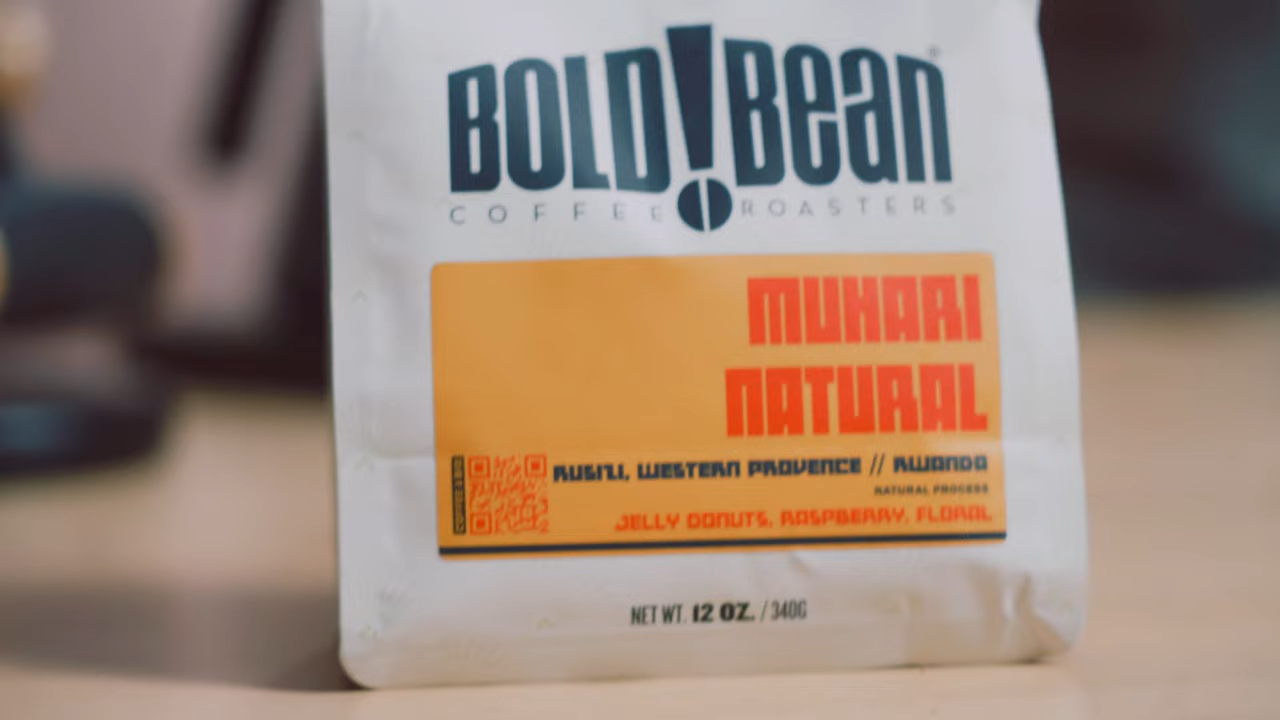 BOLD!Bean®
COFFEE ROASTERS
MUHARI
NATURAL
RUSIZI, WESTERN PROVENCE // RWANDA
NATURAL PROCESS
JELLY DONUTS, RASPBERRY, FLORAL
NET WT. 12 OZ. / 340G